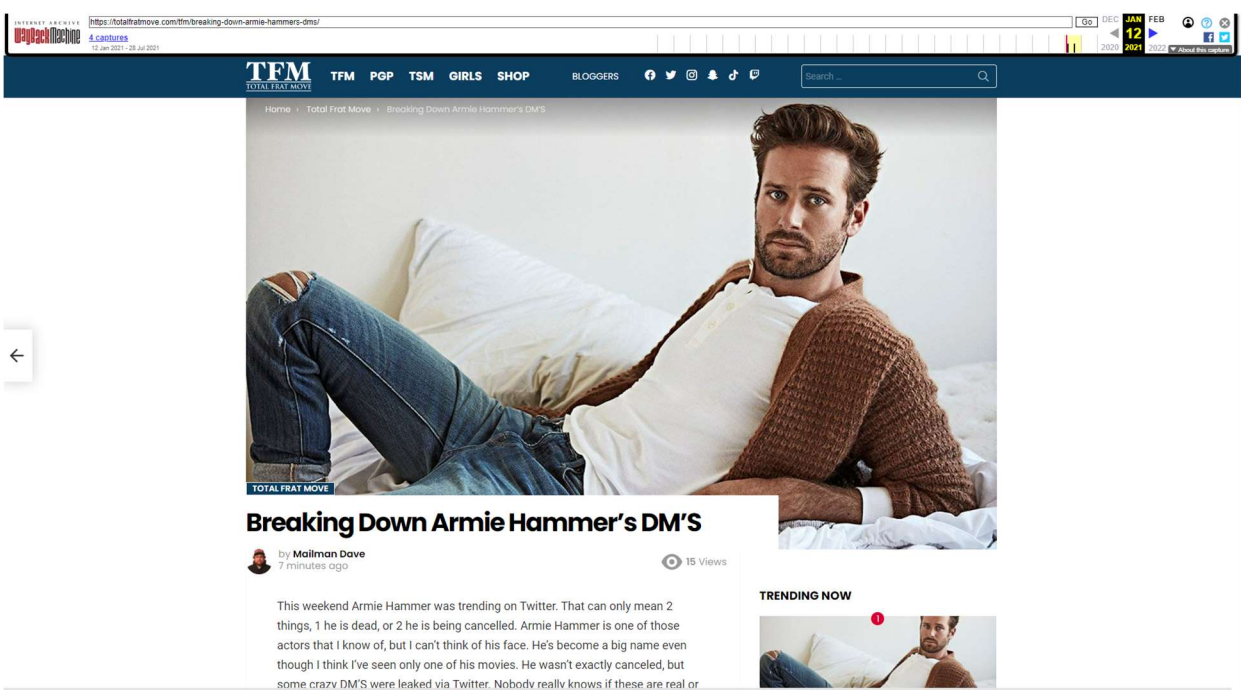 INTERNET ARCHIVE
WayBackMachine
https://totalfratmove.com/tfm/breaking-down-armie-hammers-dms/
Go
DEC JAN FEB
4 captures
12 Jan 2021 - 28 Jul 2021
12
2020 2021 2022
About this capture
TFM
TOTAL FRAT MOVE
TFM PGP TSM GIRLS SHOP BLOGGERS
Search ...
Home Total Frat Move Breaking Down Armie Hammer's DM'S
TOTAL FRAT MOVE
Breaking Down Armie Hammer's DM'S
by Mailman Dave
7 minutes ago
15 Views
This weekend Armie Hammer was trending on Twitter. That can only mean 2
things, 1 he is dead, or 2 he is being cancelled. Armie Hammer is one of those
actors that I know of, but I can't think of his face. He's become a big name even
though I think I've seen only one of his movies. He wasn't exactly canceled, but
some crazy DM'S were leaked via Twitter. Nobody really knows if these are real or
TRENDING NOW
1